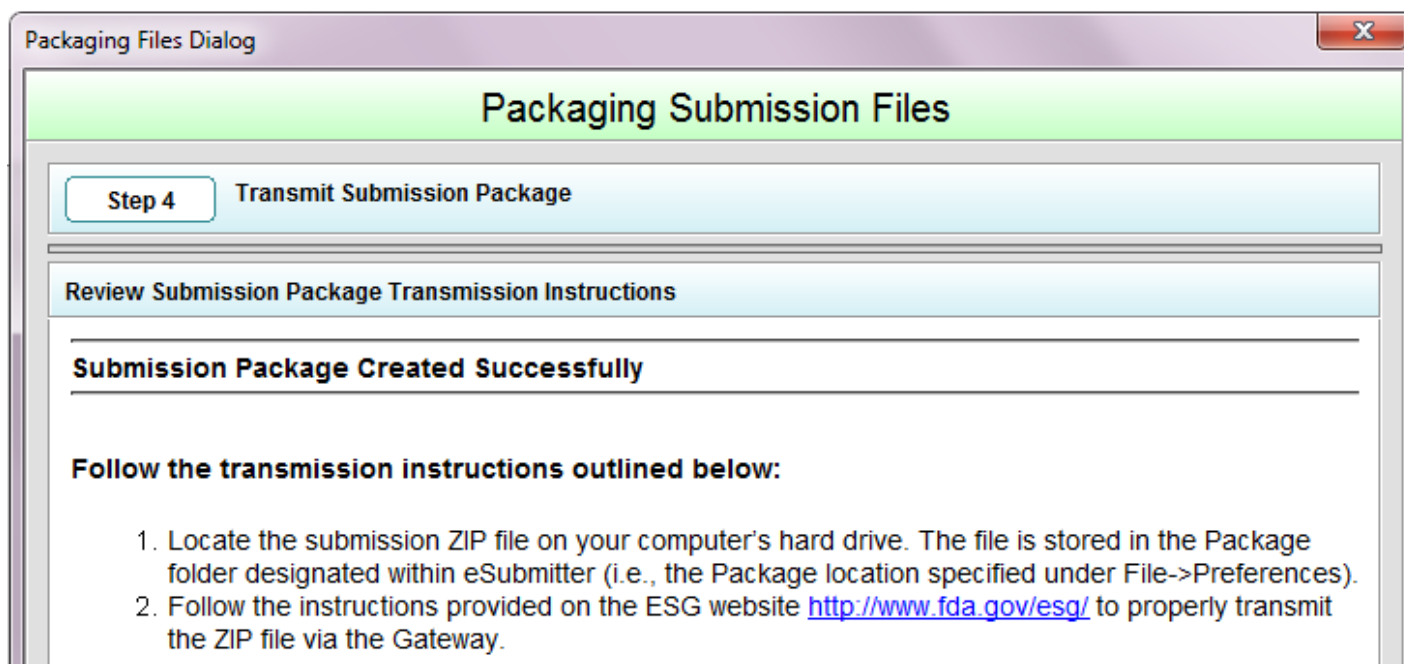 Packaging Files Dialog
Packaging Submission Files
Step 4 Transmit Submission Package
Review Submission Package Transmission Instructions
Submission Package Created Successfully
Follow the transmission instructions outlined below:
1. Locate the submission ZIP file on your computer's hard drive. The file is stored in the Package
folder designated within eSubmitter (i.e., the Package location specified under File->Preferences).
2. Follow the instructions provided on the ESG website http://www.fda.gov/esg/ to properly transmit
the ZIP file via the Gateway.